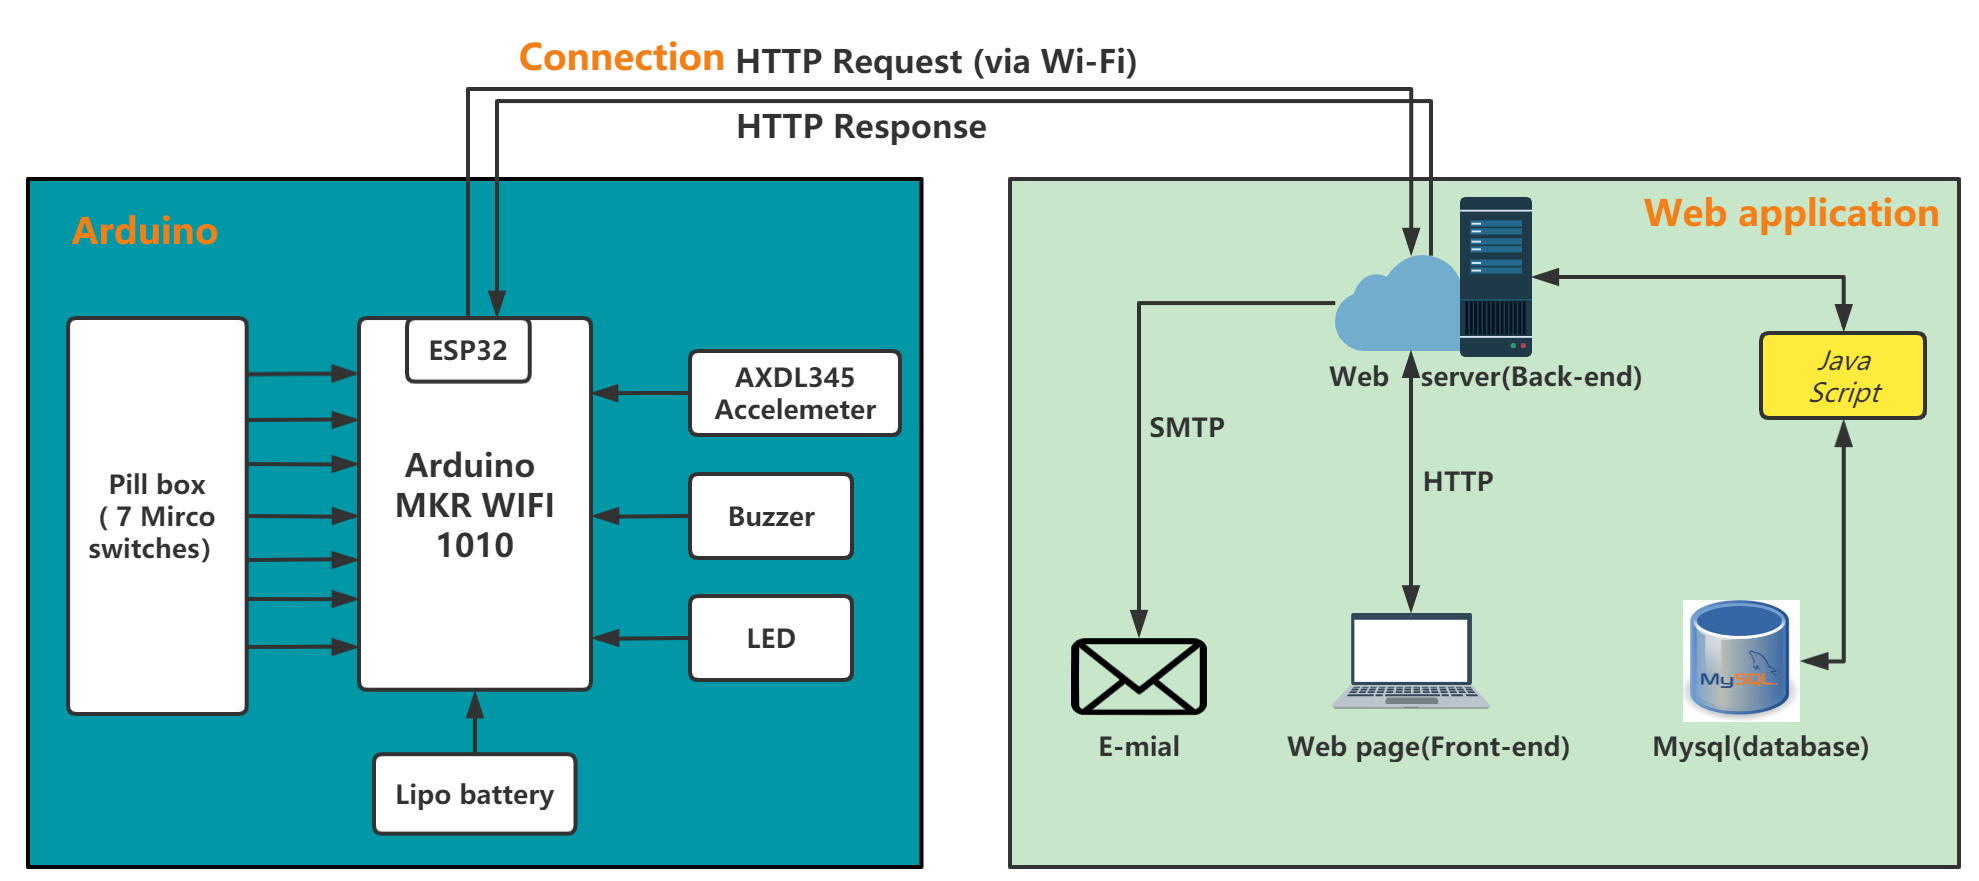 Connection HTTP Request (via Wi-Fi)
HTTP Response
Arduino
Pill box
( 7 Mirco
switches)
ESP32
Arduino
MKR WIFI
1010
AXDL345
Accelemeter
Buzzer
LED
Lipo battery
Web application
Web server(Back-end)
Java
Script
SMTP
HTTP
MySQL
E-mial
Web page(Front-end)
Mysql(database)